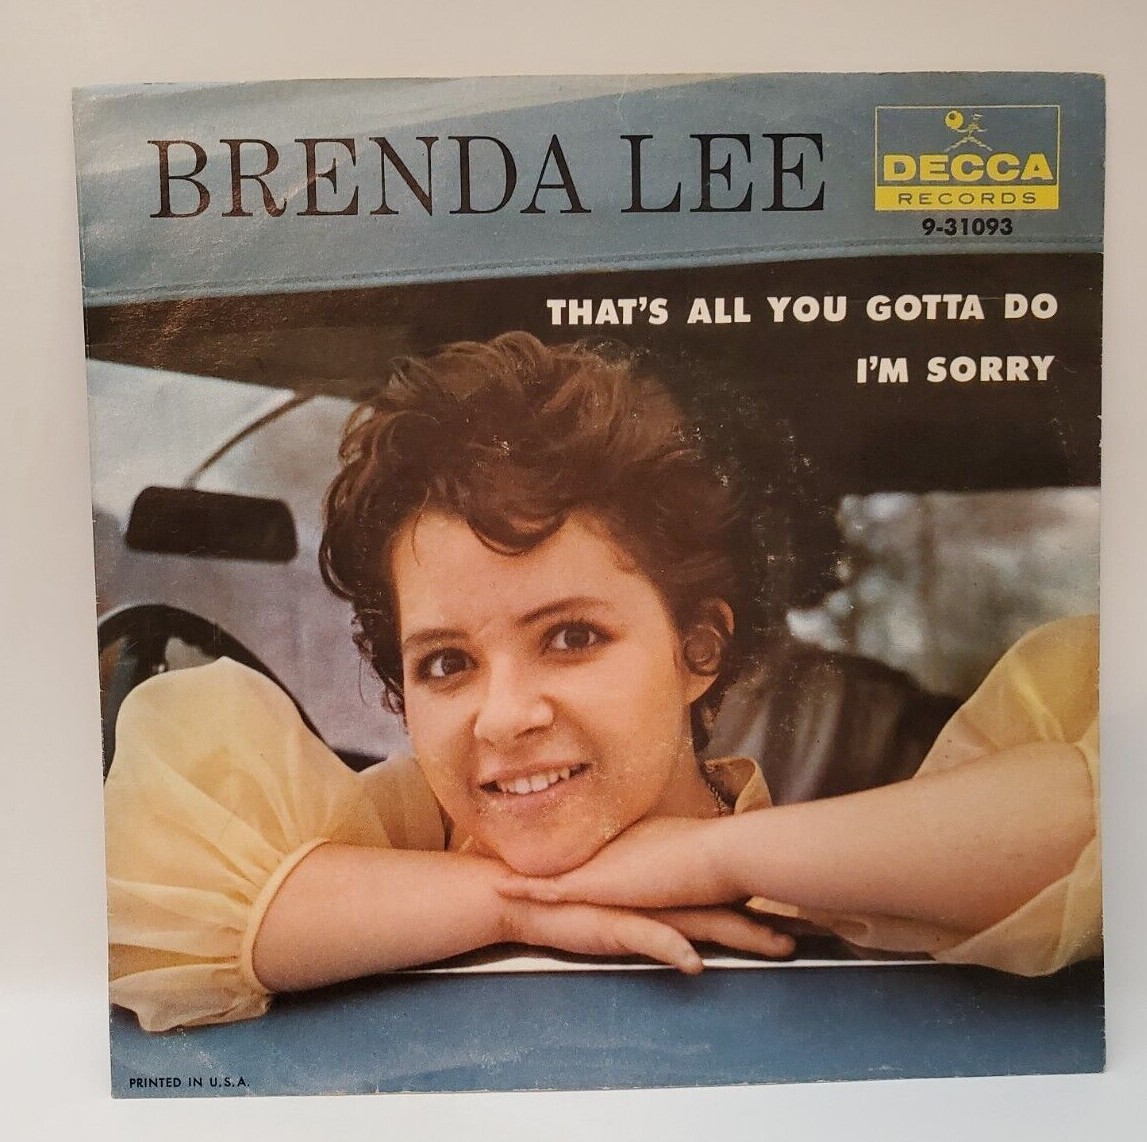 BRENDA LEE
DECCA
RECORDS
9-31093
THAT'S ALL YOU GOTTA DO
I'M SORRY
PRINTED IN U.S.A.